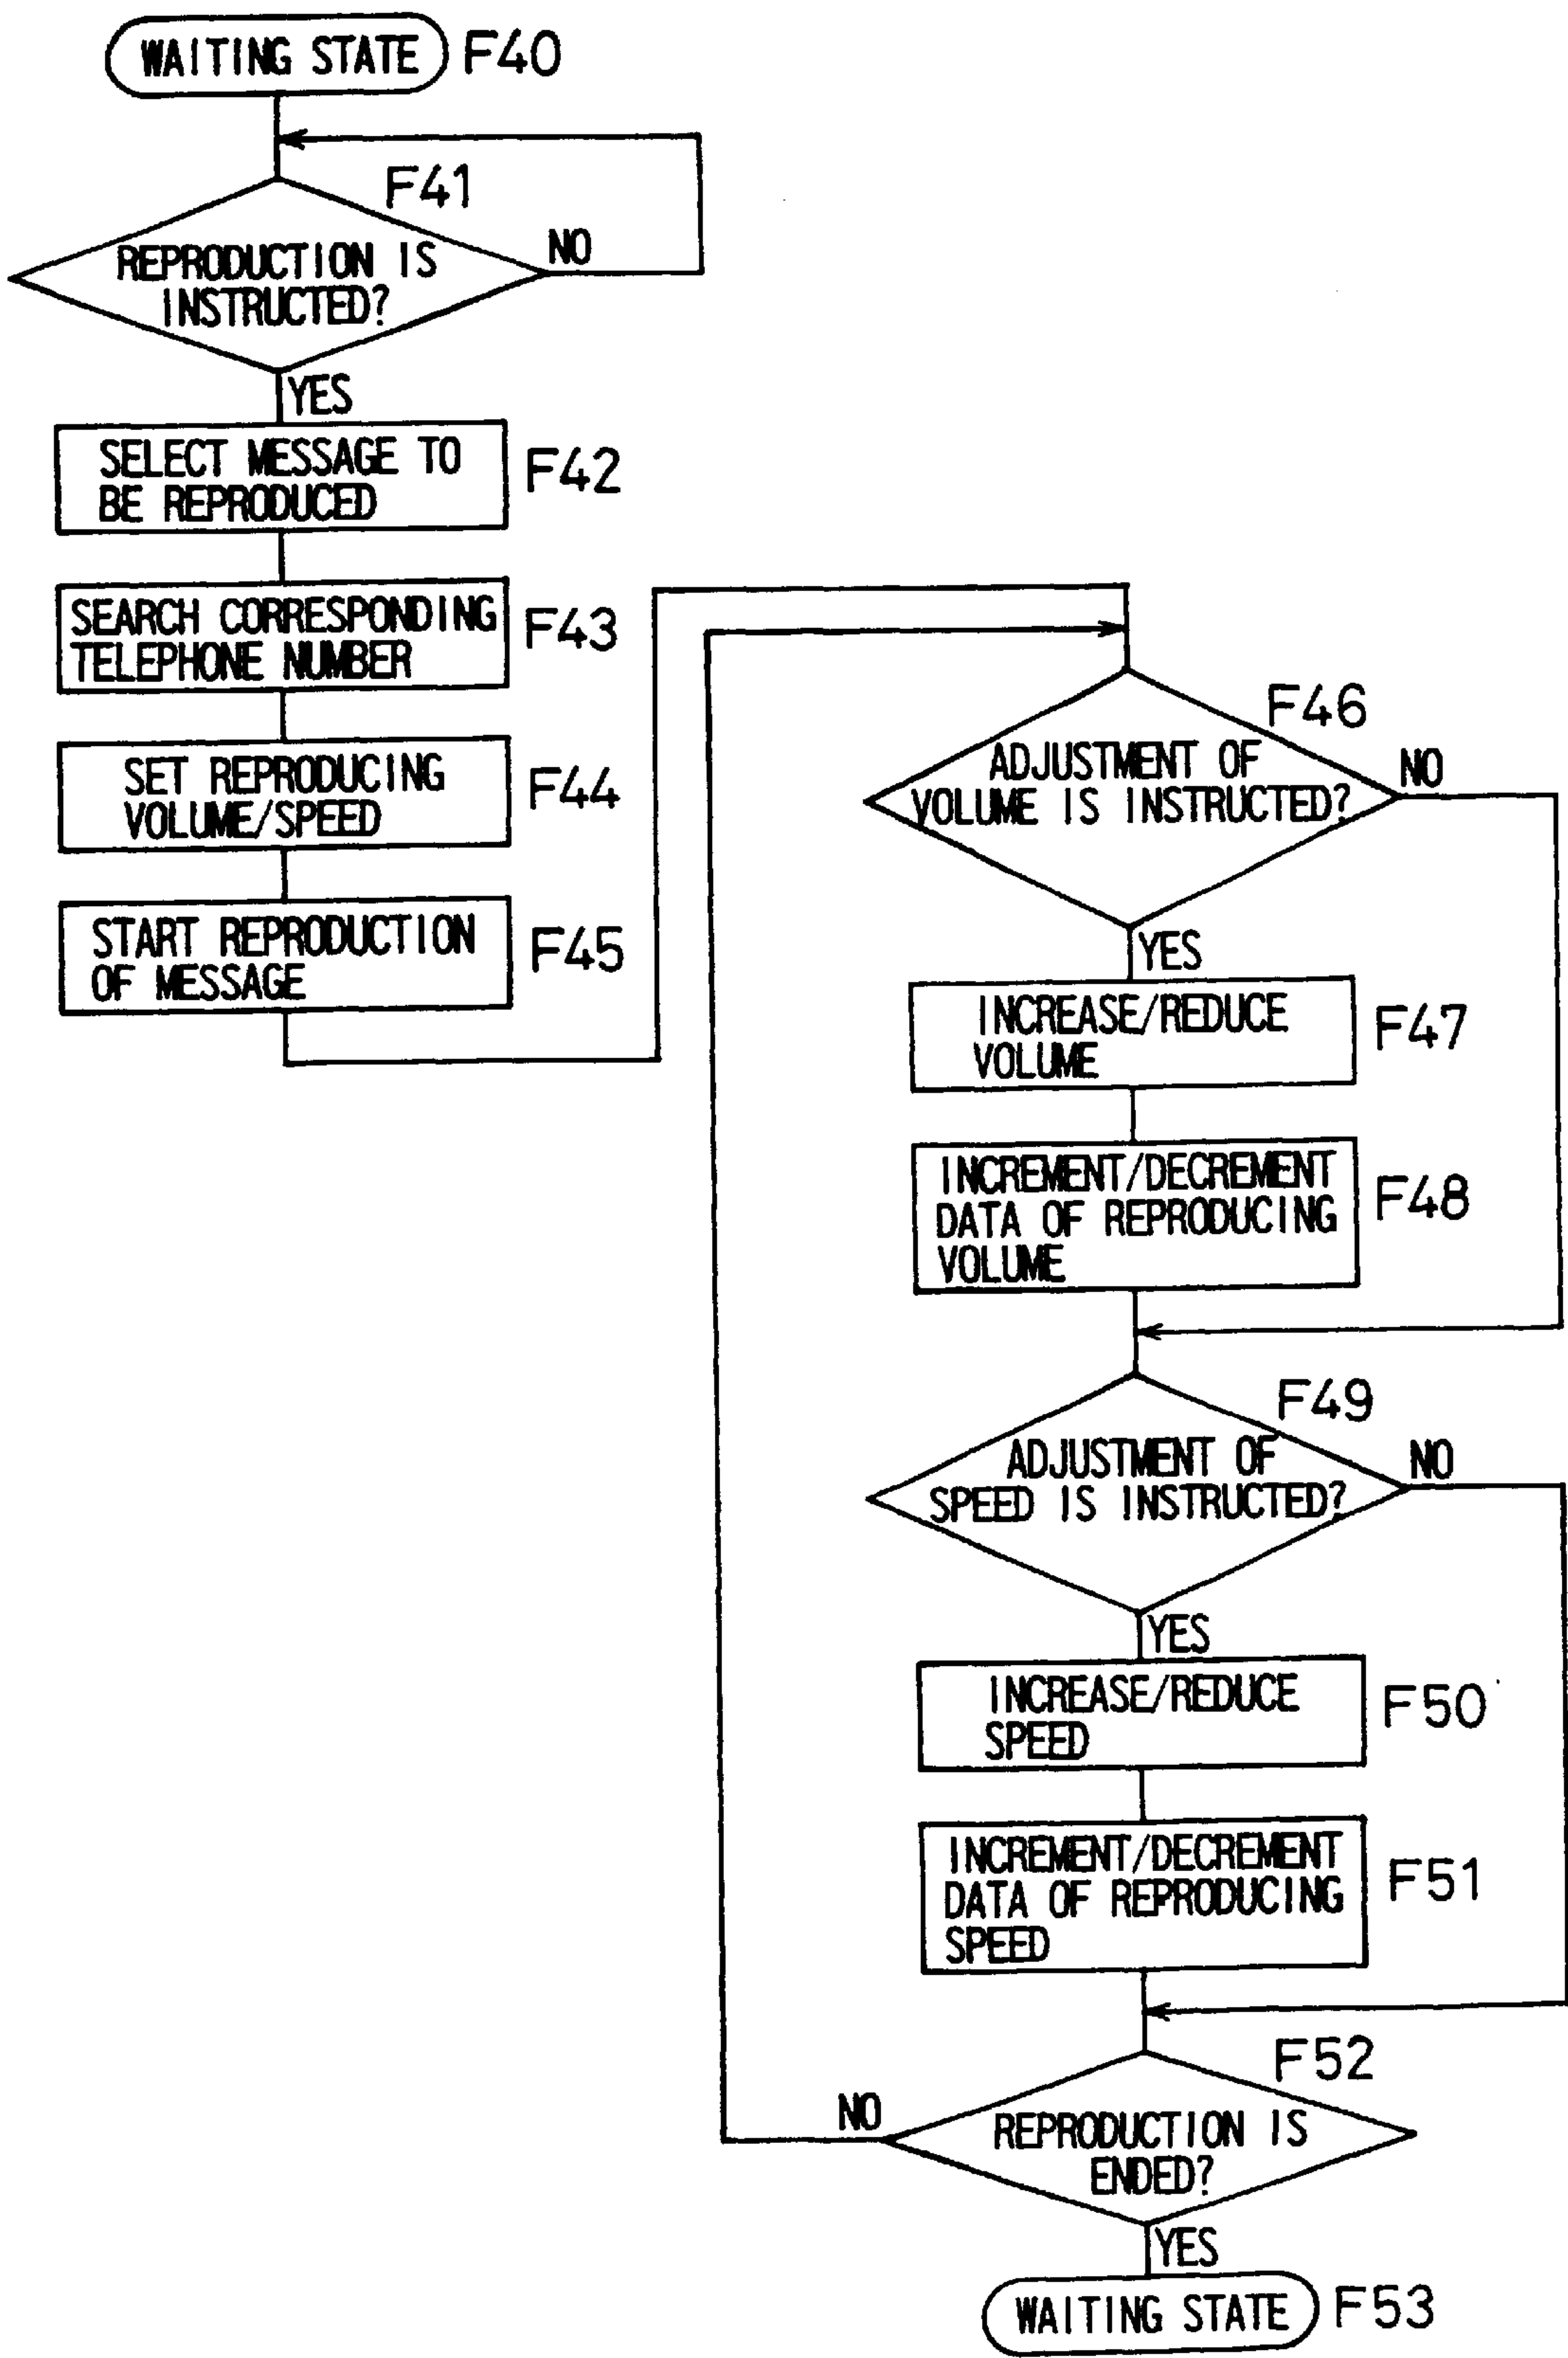 WAITING STATE F40
F41
REPRODUCTION IS
INSTRUCTED?
NO
YES
SELECT MESSAGE TO
BE REPRODUCED
F42
SEARCH CORRESPONDING
TELEPHONE NUMBER
F43
SET REPRODUCING
VOLUME/SPEED
F44
START REPRODUCTION
OF MESSAGE
F45
F46
ADJUSTMENT OF
VOLUME IS INSTRUCTED?
NO
YES
INCREASE/REDUCE
VOLUME
F47
INCREMENT/DECREMENT
DATA OF REPRODUCING
VOLUME
F48
F49
ADJUSTMENT OF
SPEED IS INSTRUCTED?
NO
YES
INCREASE/REDUCE
SPEED
F50
INCREMENT/DECREMENT
DATA OF REPRODUCING
SPEED
F51
F52
NO
REPRODUCTION IS
ENDED?
YES
WAITING STATE F53